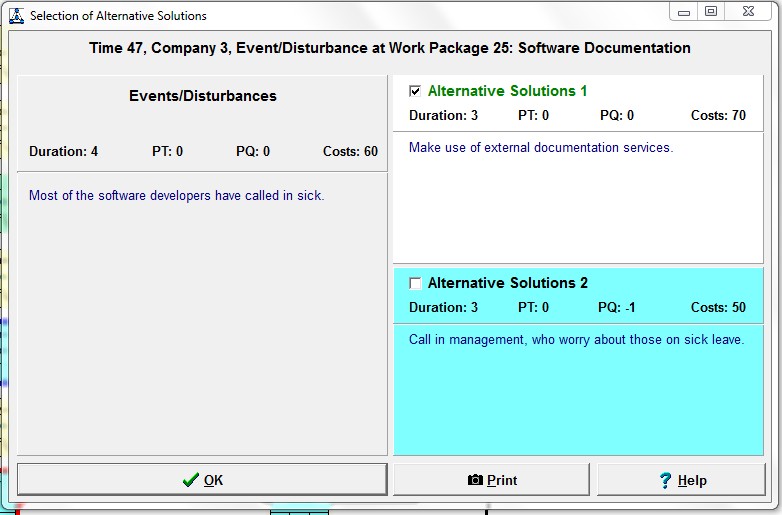 Selection of Alternative Solutions
Time 47, Company 3, Event/Disturbance at Work Package 25: Software Documentation
Events/Disturbances
Duration: 4 PT: 0 PQ: 0 Costs: 60
Most of the software developers have called in sick.
Alternative Solutions 1
Duration: 3 PT: 0 PQ: 0 Costs: 70
Make use of external documentation services.
Alternative Solutions 2
Duration: 3 PT: 0 PQ: -1 Costs: 50
Call in management, who worry about those on sick leave.
OK
Print
? Help